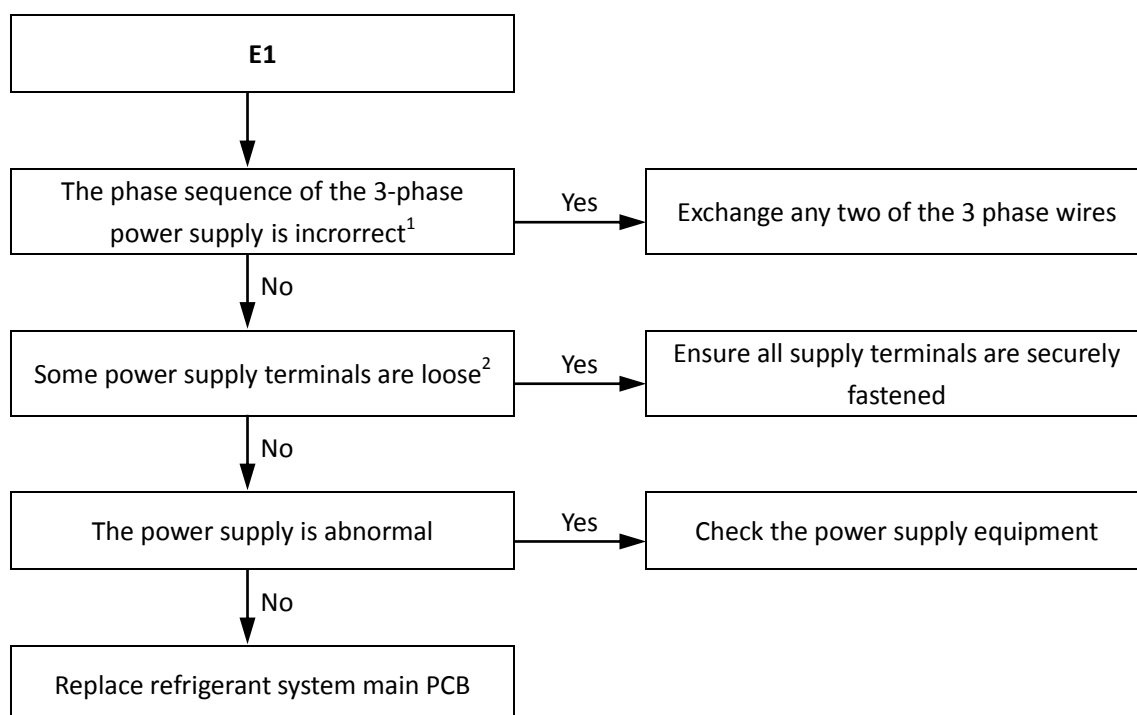 E1
The phase sequence of the 3-phase
power supply is incrorrect¹
Yes
Exchange any two of the 3 phase wires
No
Some power supply terminals are loose²
Yes
Ensure all supply terminals are securely
fastened
No
The power supply is abnormal
Yes
Check the power supply equipment
No
Replace refrigerant system main PCB